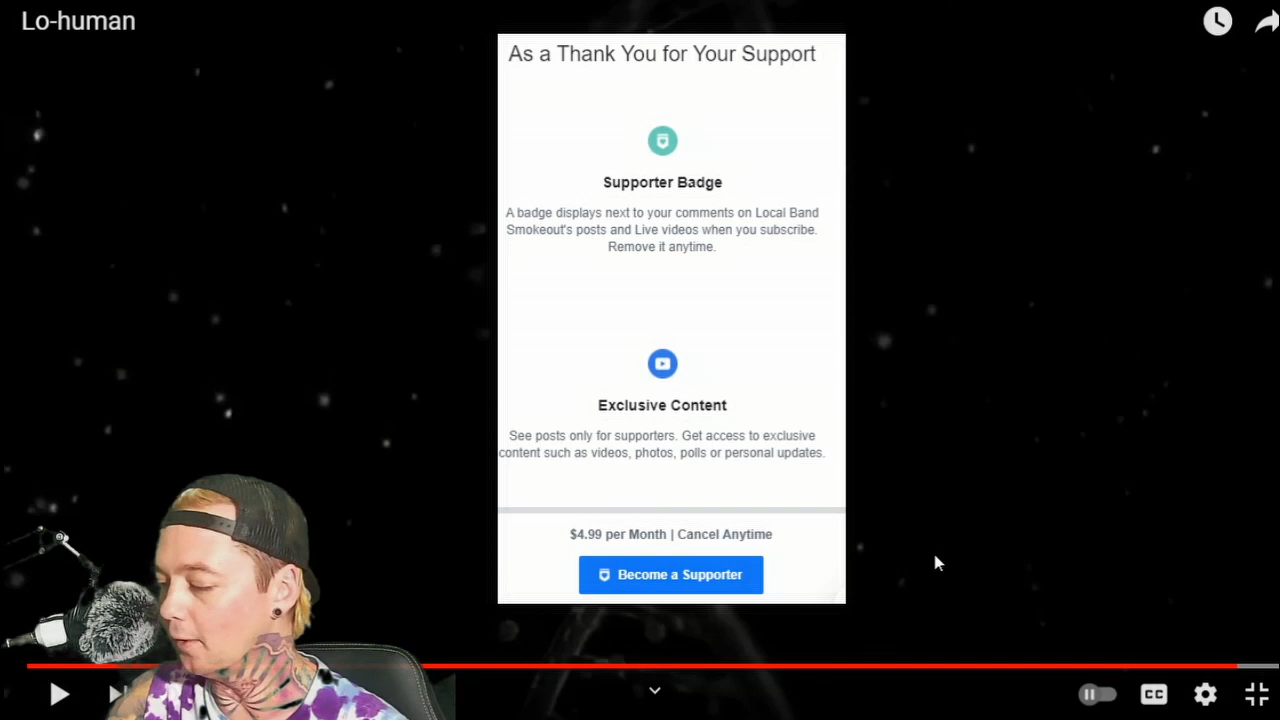 Lo-human
As a Thank You for Your Support
Supporter Badge
A badge displays next to your comments on Local Band
Smokeout's posts and Live videos when you subscribe.
Remove it anytime.
Exclusive Content
See posts only for supporters. Get access to exclusive
content such as videos, photos, polls or personal updates.
$4.99 per Month | Cancel Anytime
Become a Supporter
CC